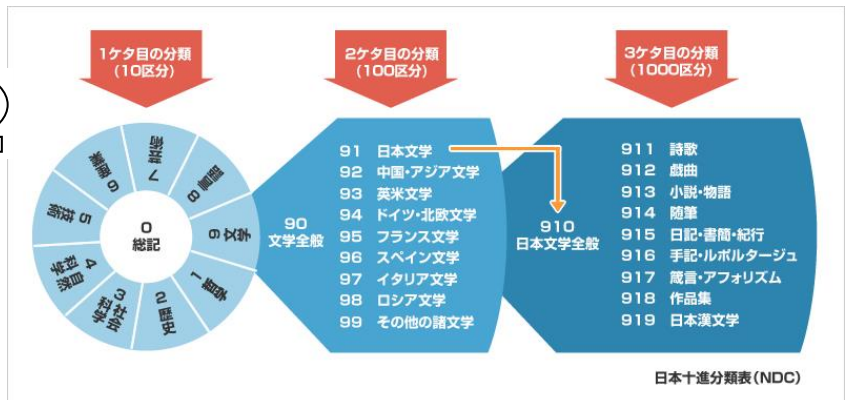 1ケタ目の分類
(10区分)
2ケタ目の分類
(100区分)
3ケタ目の分類
(1000区分)
0
総記
1 哲学
2 歴史
3 社会科学
4 自然科学
5 技術
6 産業
7 芸術
8 言語
9 文学
90
文学全般
91 日本文学
92 中国・アジア文学
93 英米文学
94 ドイツ・北欧文学
95 フランス文学
96 スペイン文学
97 イタリア文学
98 ロシア文学
99 その他の諸文学
910
日本文学全般
911 詩歌
912 戯曲
913 小説・物語
914 随筆
915 日記・書簡・紀行
916 手記・ルポルタージュ
917 箴言・アフォリズム
918 作品集
919 日本漢文学
日本十進分類表(NDC)